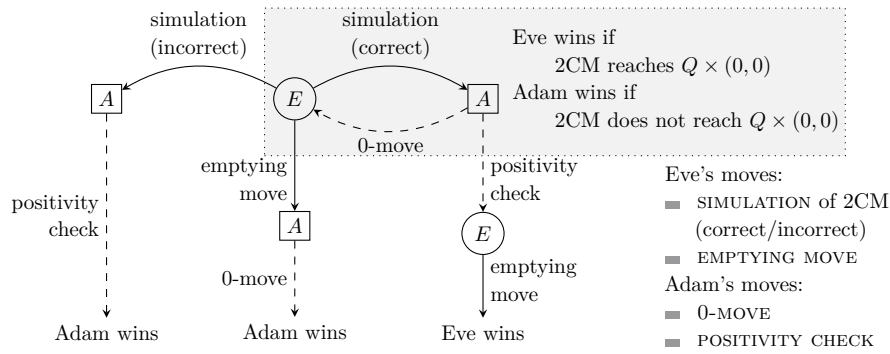 simulation
(incorrect)
simulation
(correct)
Eve wins if
2CM reaches Q × (0, 0)
Adam wins if
2CM does not reach Q × (0, 0)
A
E
A
0-move
emptying
move
positivity
check
positivity
check
A
E
0-move
emptying
move
Adam wins
Adam wins
Eve wins
Eve's moves:
SIMULATION of 2CM
(correct/incorrect)
EMPTYING MOVE
Adam's moves:
0-MOVE
POSITIVITY CHECK